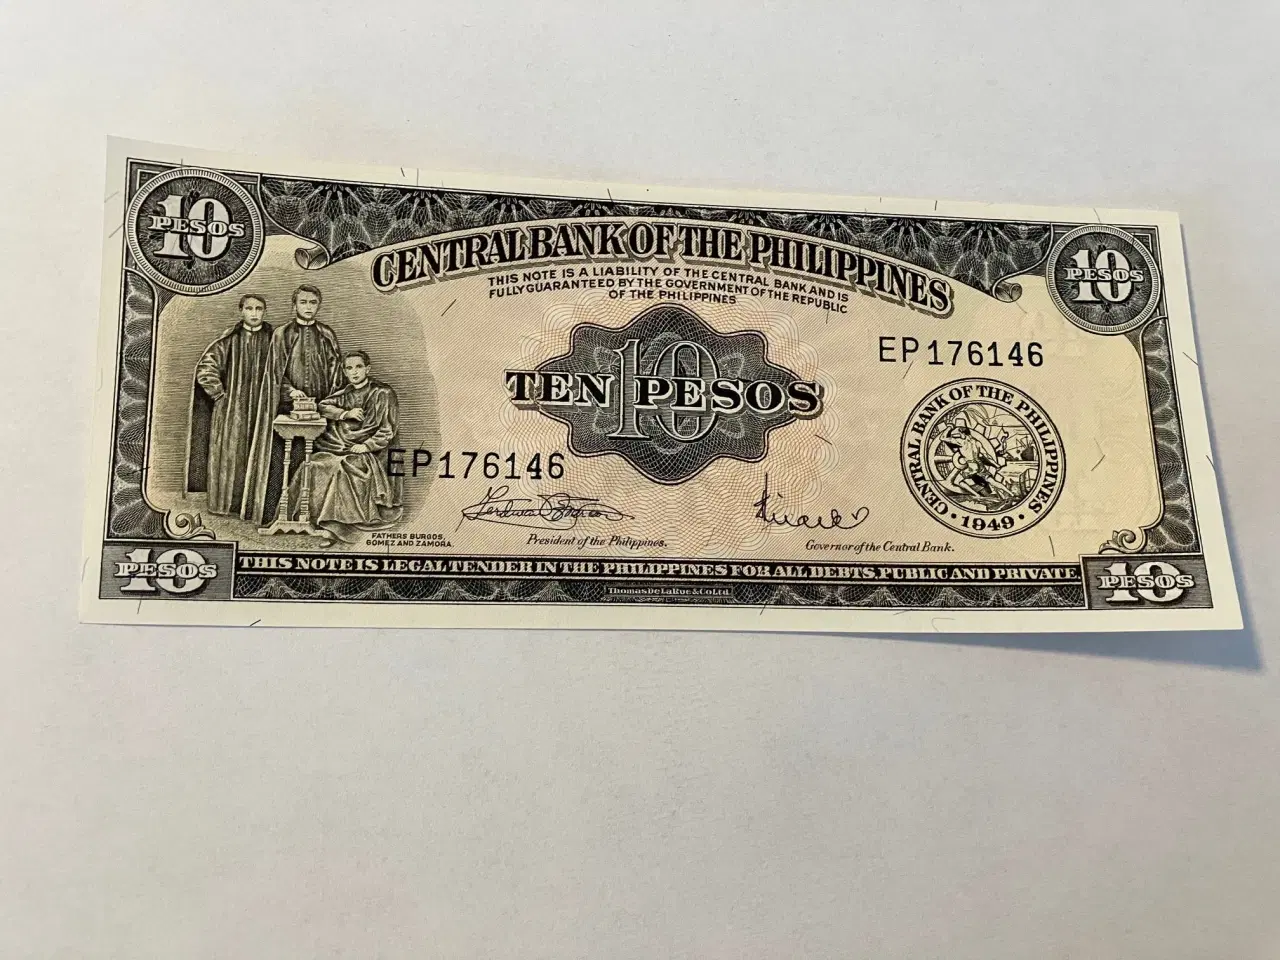 10
PESOS
10
PESOS
CENTRAL BANK OF THE PHILIPPINES
THIS NOTE IS A LIABILITY OF THE CENTRAL BANK AND IS
FULLY GUARANTEED BY THE GOVERNMENT OF THE REPUBLIC
OF THE PHILIPPINES
EP176146
10
TEN PESOS
CENTRAL BANK OF THE PHILIPPINES
· 1949 ·
EP176146
FATHERS BURGOS,
GOMEZ AND ZAMORA.
President of the Philippines.
Governor of the Central Bank.
10
PESOS
THIS NOTE IS LEGAL TENDER IN THE PHILIPPINES FOR ALL DEBTS, PUBLIC AND PRIVATE
10
PESOS
Thomas De La Rue & Co Ltd.